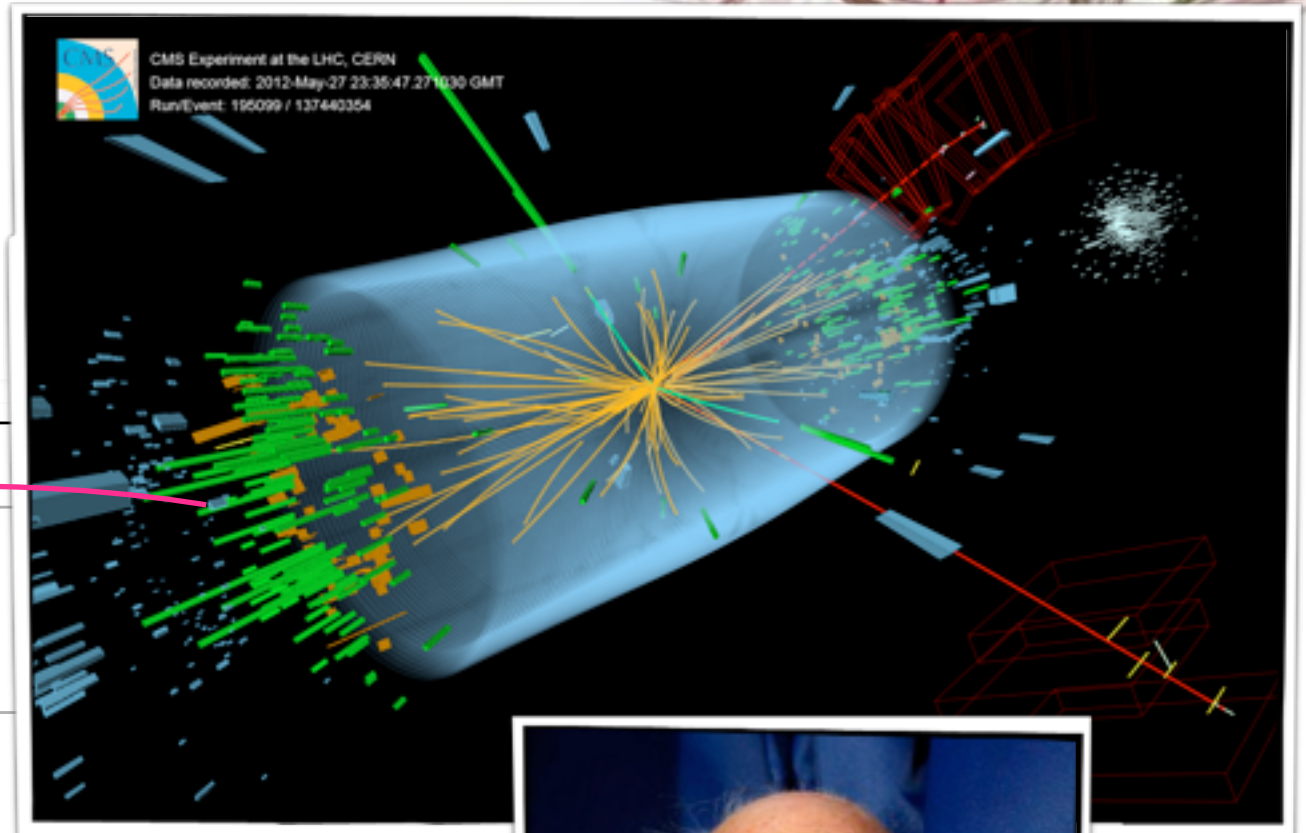 CMS
CMS Experiment at the LHC, CERN
Data recorded: 2012-May-27 23:35:47.271030 GMT
Run/Event: 195099 / 137440354